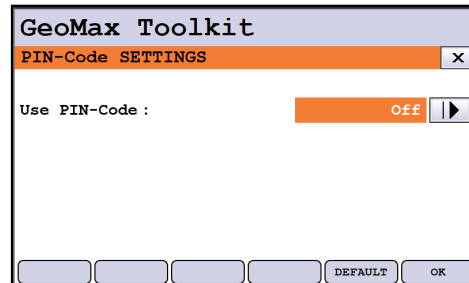 GeoMax Toolkit
PIN-Code SETTINGS
X
Use PIN-Code : Off
DEFAULT OK